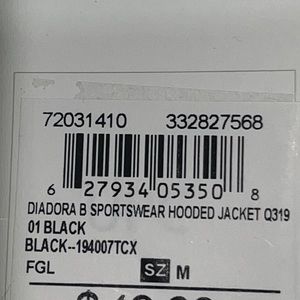 72031410 332827568
6 27934 05350 8
DIADORA B SPORTSWEAR HOODED JACKET Q319
01 BLACK
BLACK--194007TCX
FGL SZ M